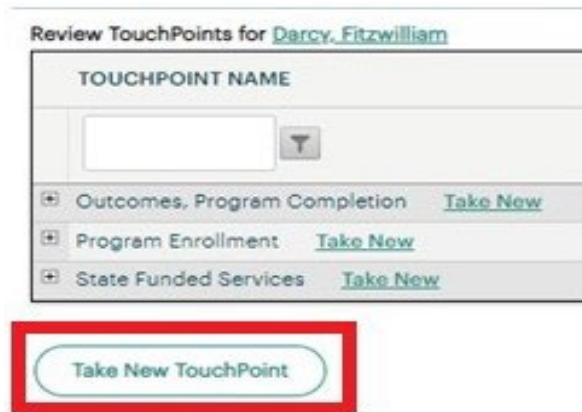 Review TouchPoints for Darcy, Fitzwilliam
TOUCHPOINT NAME
Outcomes, Program Completion Take New
Program Enrollment Take New
State Funded Services Take New
Take New TouchPoint